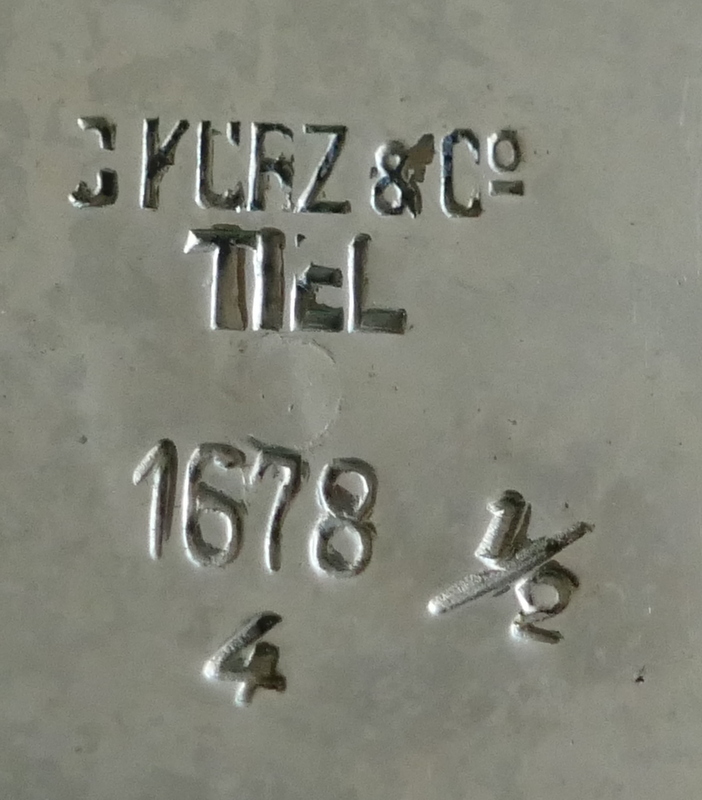 J KURZ & Cº
TIEL
1678 1/2
4